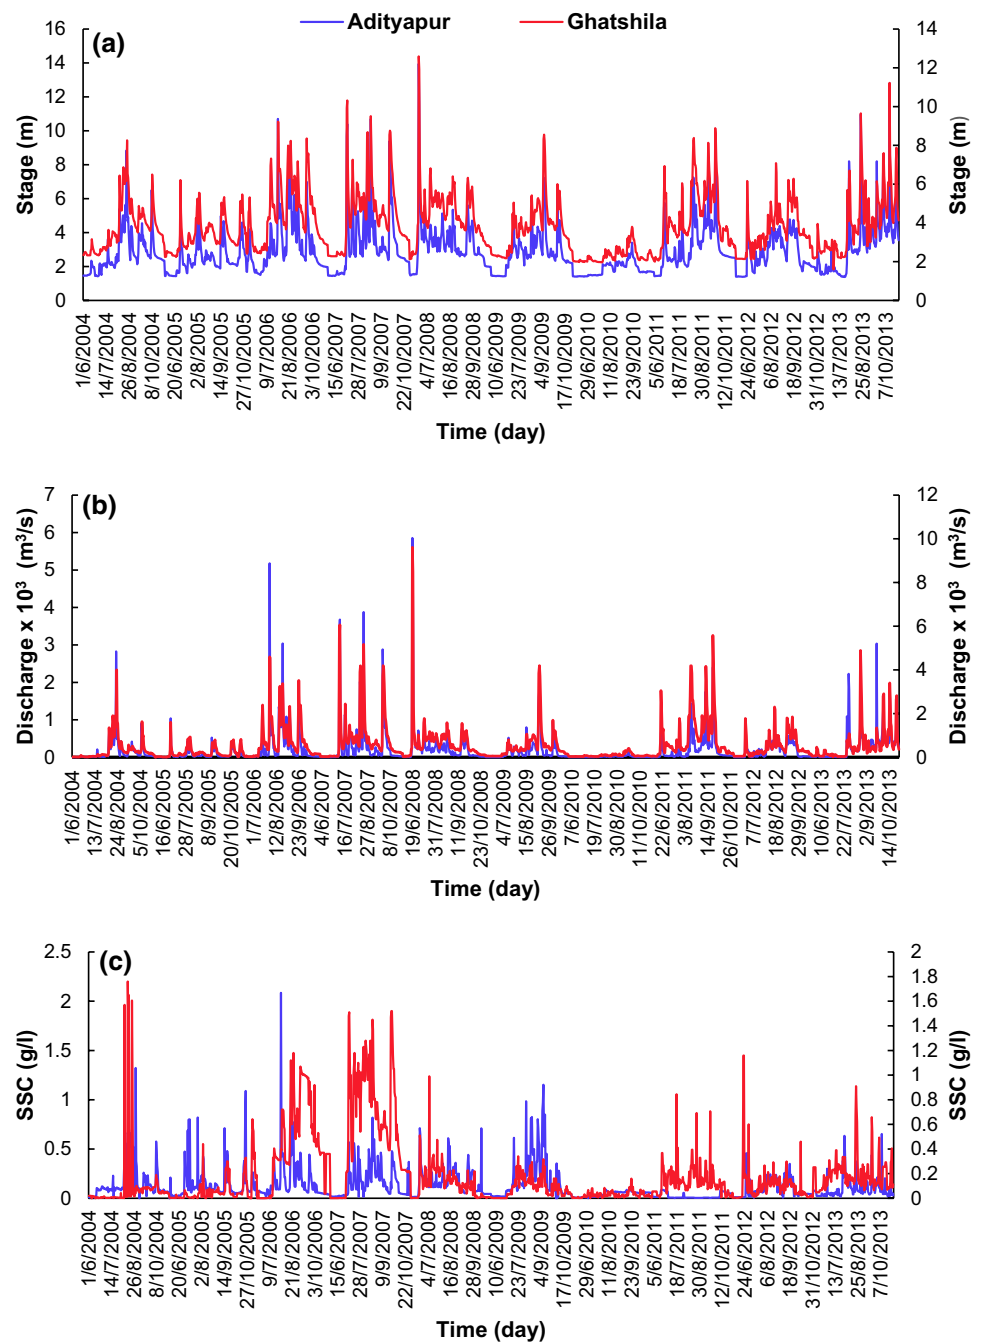 Adityapur Ghatshila
(a)
16 14
14 12
12 10
10 8
8 6
6 4
4 2
2 0
0
Stage (m)
Stage (m)
1/6/2004 14/7/2004 26/8/2004 8/10/2004 20/6/2005 2/8/2005 14/9/2005 27/10/2005 9/7/2006 21/8/2006 3/10/2006 15/6/2007 28/7/2007 9/9/2007 22/10/2007 4/7/2008 16/8/2008 28/9/2008 10/6/2009 23/7/2009 4/9/2009 17/10/2009 29/6/2010 11/8/2010 23/9/2010 5/6/2011 18/7/2011 30/8/2011 12/10/2011 24/6/2012 6/8/2012 18/9/2012 31/10/2012 13/7/2013 25/8/2013 7/10/2013
Time (day)
(b)
7 12
6 10
5 8
4 6
3 4
2 2
1 0
0
Discharge x 10³ (m³/s)
Discharge x 10³ (m³/s)
1/6/2004 13/7/2004 24/8/2004 5/10/2004 16/6/2005 28/7/2005 8/9/2005 20/10/2005 1/7/2006 12/8/2006 23/9/2006 4/6/2007 16/7/2007 27/8/2007 8/10/2007 19/6/2008 31/7/2008 11/9/2008 23/10/2008 4/7/2009 15/8/2009 26/9/2009 7/6/2010 19/7/2010 30/8/2010 11/10/2010 22/6/2011 3/8/2011 14/9/2011 26/10/2011 7/7/2012 18/8/2012 29/9/2012 10/6/2013 22/7/2013 2/9/2013 14/10/2013
Time (day)
(c)
2.5 2
2 1.8
1.5 1.6
1 1.4
0.5 1.2
0 1
0.8
0.6
0.4
0.2
0
SSC (g/l)
SSC (g/l)
1/6/2004 14/7/2004 26/8/2004 8/10/2004 20/6/2005 2/8/2005 14/9/2005 27/10/2005 9/7/2006 21/8/2006 3/10/2006 15/6/2007 28/7/2007 9/9/2007 22/10/2007 4/7/2008 16/8/2008 28/9/2008 10/6/2009 23/7/2009 4/9/2009 17/10/2009 29/6/2010 11/8/2010 23/9/2010 5/6/2011 18/7/2011 30/8/2011 12/10/2011 24/6/2012 6/8/2012 18/9/2012 31/10/2012 13/7/2013 25/8/2013 7/10/2013
Time (day)